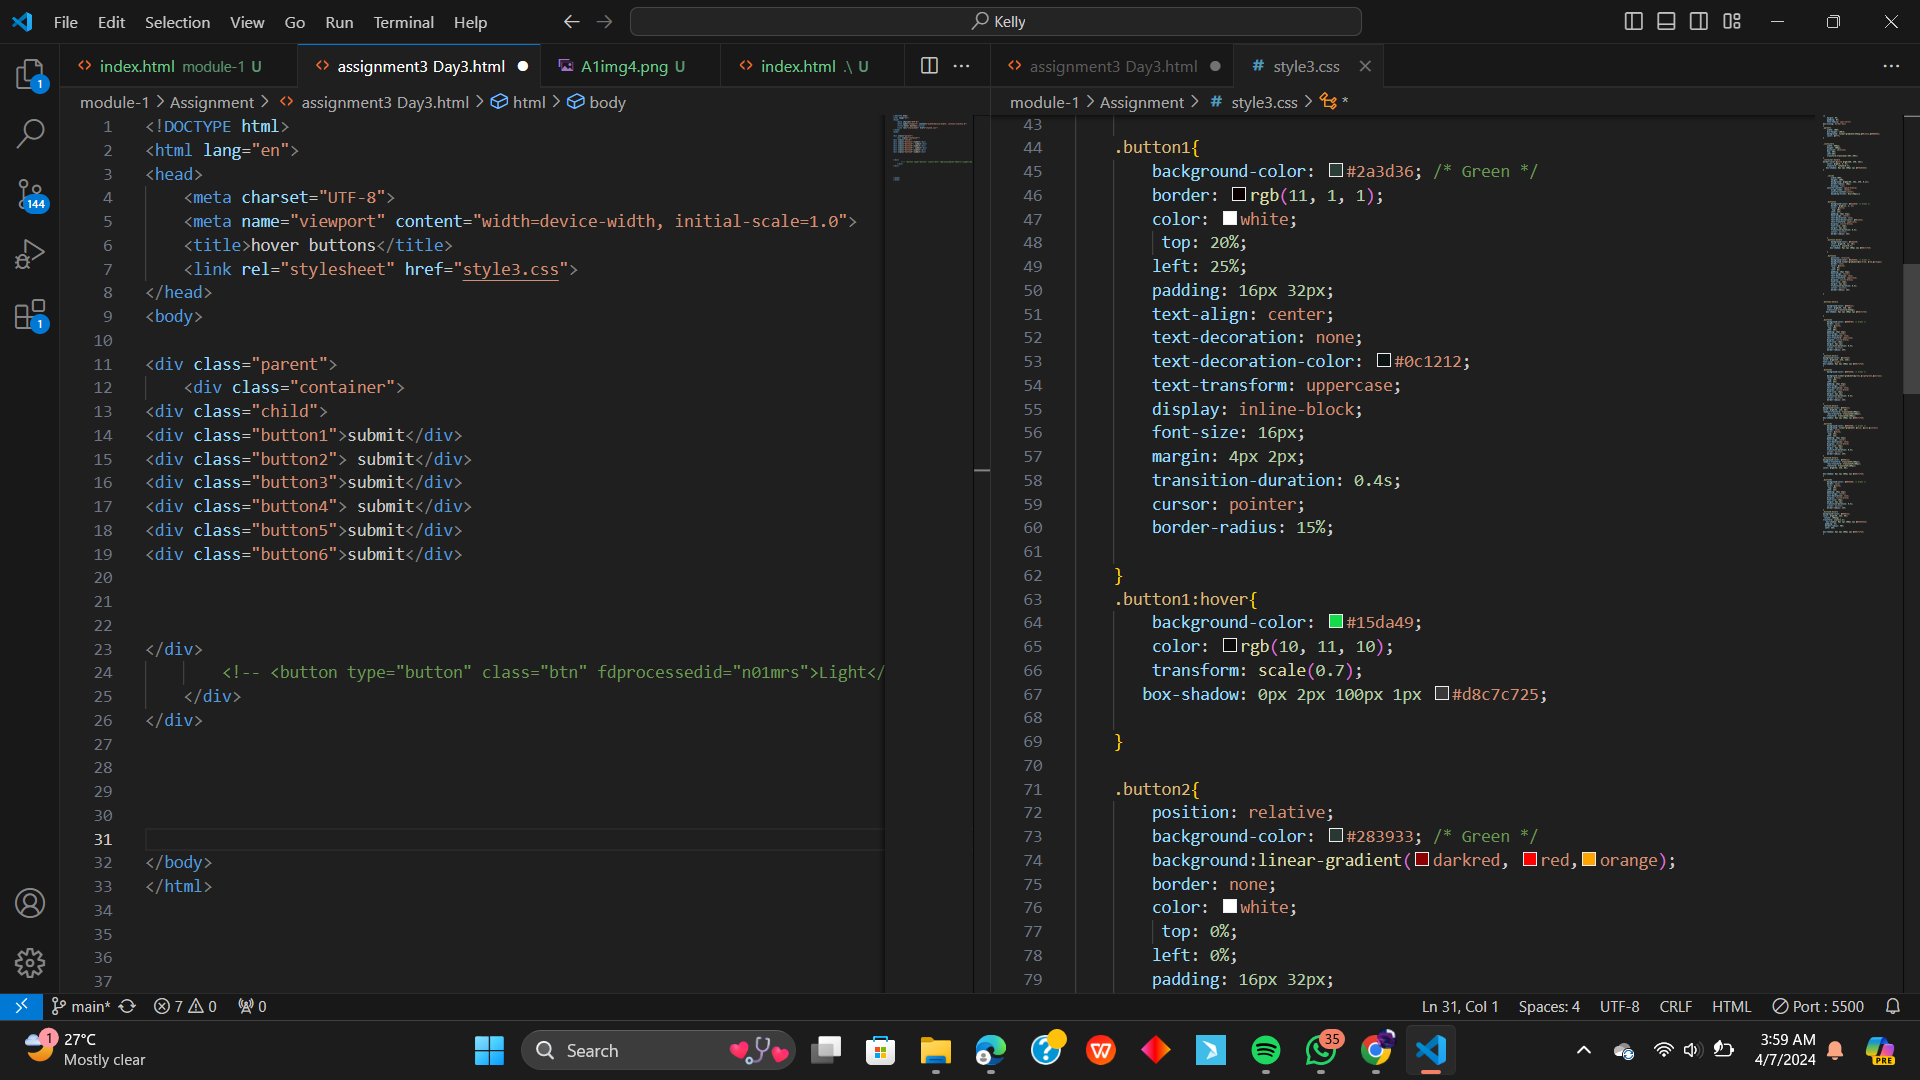 File Edit Selection View Go Run Terminal Help
Kelly
index.html module-1 U
assignment3 Day3.html
A1img4.png U
index.html .\ U
assignment3 Day3.html
# style3.css
module-1 > Assignment > assignment3 Day3.html > html > body
module-1 > Assignment > # style3.css > *
1 <!DOCTYPE html>
2 <html lang="en">
3 <head>
4 <meta charset="UTF-8">
5 <meta name="viewport" content="width=device-width, initial-scale=1.0">
6 <title>hover buttons</title>
7 <link rel="stylesheet" href="style3.css">
8 </head>
9 <body>
10
11 <div class="parent">
12 <div class="container">
13 <div class="child">
14 <div class="button1">submit</div>
15 <div class="button2"> submit</div>
16 <div class="button3">submit</div>
17 <div class="button4"> submit</div>
18 <div class="button5">submit</div>
19 <div class="button6">submit</div>
20
21
22
23 </div>
24 <!-- <button type="button" class="btn" fdprocessedid="n01mrs">Light</
25 </div>
26 </div>
27
28
29
30
31
32 </body>
33 </html>
34
35
36
37
43
44 .button1{
45 background-color: #2a3d36; /* Green */
46 border: rgb(11, 1, 1);
47 color: white;
48 top: 20%;
49 left: 25%;
50 padding: 16px 32px;
51 text-align: center;
52 text-decoration: none;
53 text-decoration-color: #0c1212;
54 text-transform: uppercase;
55 display: inline-block;
56 font-size: 16px;
57 margin: 4px 2px;
58 transition-duration: 0.4s;
59 cursor: pointer;
60 border-radius: 15%;
61
62 }
63 .button1:hover{
64 background-color: #15da49;
65 color: rgb(10, 11, 10);
66 transform: scale(0.7);
67 box-shadow: 0px 2px 100px 1px #d8c7c725;
68
69 }
70
71 .button2{
72 position: relative;
73 background-color: #283933; /* Green */
74 background:linear-gradient(darkred, red,orange);
75 border: none;
76 color: white;
77 top: 0%;
78 left: 0%;
79 padding: 16px 32px;
1
144
1
main* 7 0 0
Ln 31, Col 1 Spaces: 4 UTF-8 CRLF HTML Port : 5500
1
27°C
Mostly clear
Search
35
PRE
3:59 AM
4/7/2024